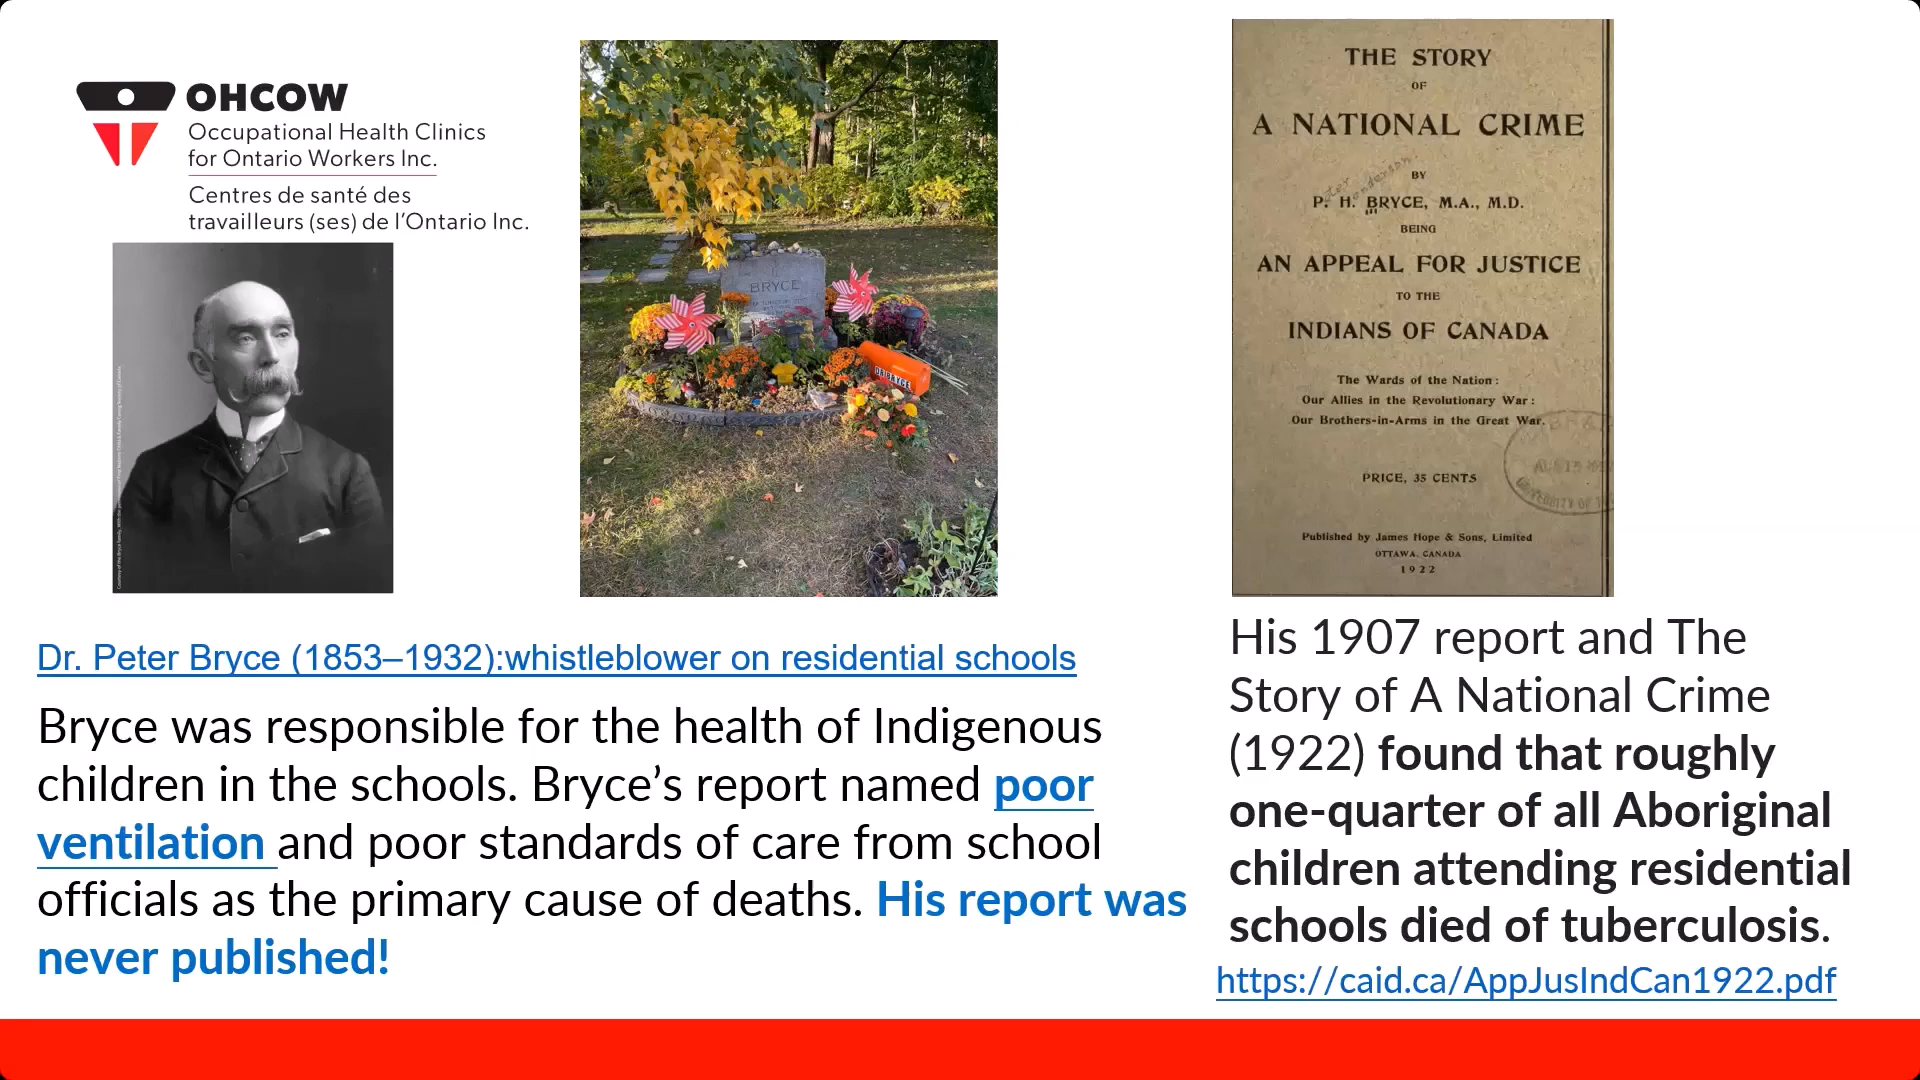 OHCOW
Occupational Health Clinics
for Ontario Workers Inc.
Centres de santé des
travailleurs (ses) de l'Ontario Inc.
BRYCE
DR BRYCE
THE STORY
OF
A NATIONAL CRIME
BY
Peter Henderson
P. H. BRYCE, M.A., M.D.
BEING
AN APPEAL FOR JUSTICE
TO THE
INDIANS OF CANADA
The Wards of the Nation :
Our Allies in the Revolutionary War :
Our Brothers-in-Arms in the Great War.
PRICE, 35 CENTS
Published by James Hope & Sons, Limited
OTTAWA, CANADA
1922
Dr. Peter Bryce (1853–1932):whistleblower on residential schools
Bryce was responsible for the health of Indigenous
children in the schools. Bryce’s report named poor
ventilation and poor standards of care from school
officials as the primary cause of deaths. His report was
never published!
His 1907 report and The
Story of A National Crime
(1922) found that roughly
one-quarter of all Aboriginal
children attending residential
schools died of tuberculosis.
https://caid.ca/AppJusIndCan1922.pdf